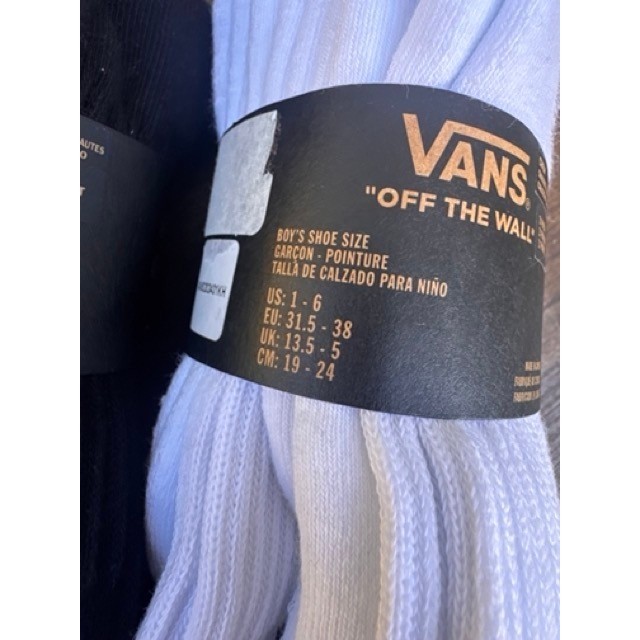 VANS
"OFF THE WALL"
BOY'S SHOE SIZE
GARÇON - POINTURE
TALLA DE CALZADO PARA NIÑO
US: 1 - 6
EU: 31.5 - 38
UK: 13.5 - 5
CM: 19 - 24